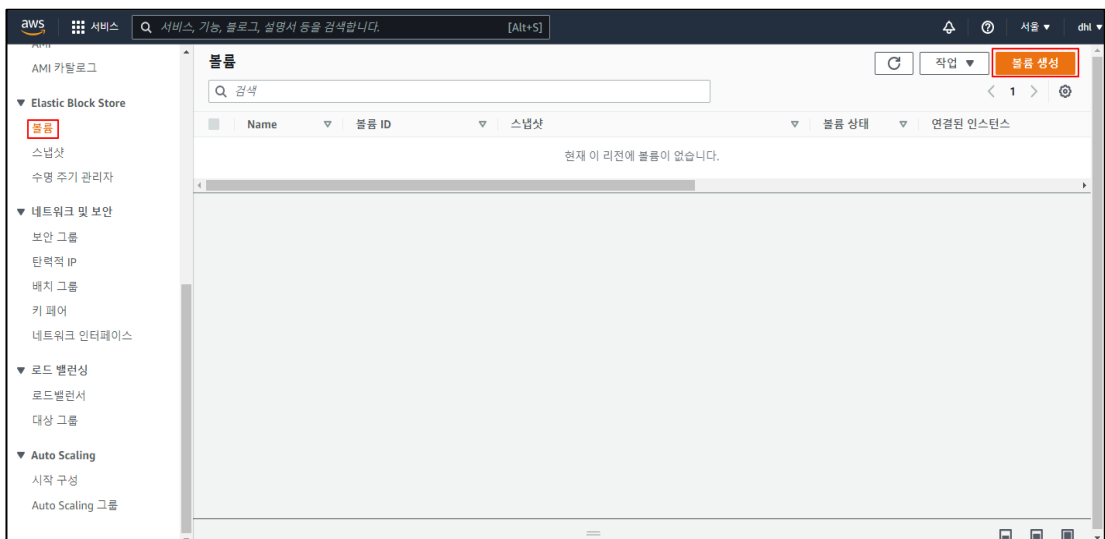 aws 서비스 서비스, 기능, 블로그, 설명서 등을 검색합니다. [Alt+S] 서울 dhl
AMI
AMI 카탈로그
Elastic Block Store
볼륨
스냅샷
수명 주기 관리자
네트워크 및 보안
보안 그룹
탄력적 IP
배치 그룹
키 페어
네트워크 인터페이스
로드 밸런싱
로드밸런서
대상 그룹
Auto Scaling
시작 구성
Auto Scaling 그룹
볼륨 작업 볼륨 생성
검색 1
Name 볼륨 ID 스냅샷 볼륨 상태 연결된 인스턴스
현재 이 리전에 볼륨이 없습니다.